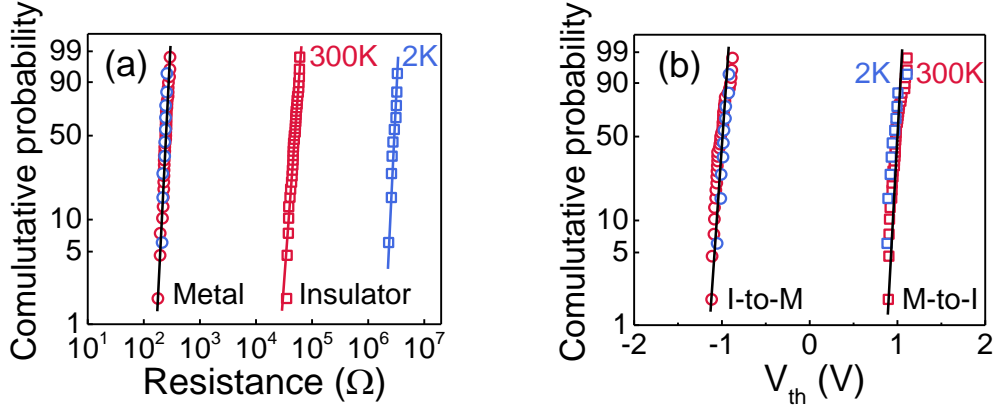 (a)
Comulutative probability
99
90
50
10
5
1
300K
2K
Metal
Insulator
10¹ 10² 10³ 10⁴ 10⁵ 10⁶ 10⁷
Resistance (Ω)
(b)
Comulutative probability
99
90
50
10
5
1
2K
300K
I-to-M
M-to-I
-2 -1 0 1 2
V_th (V)